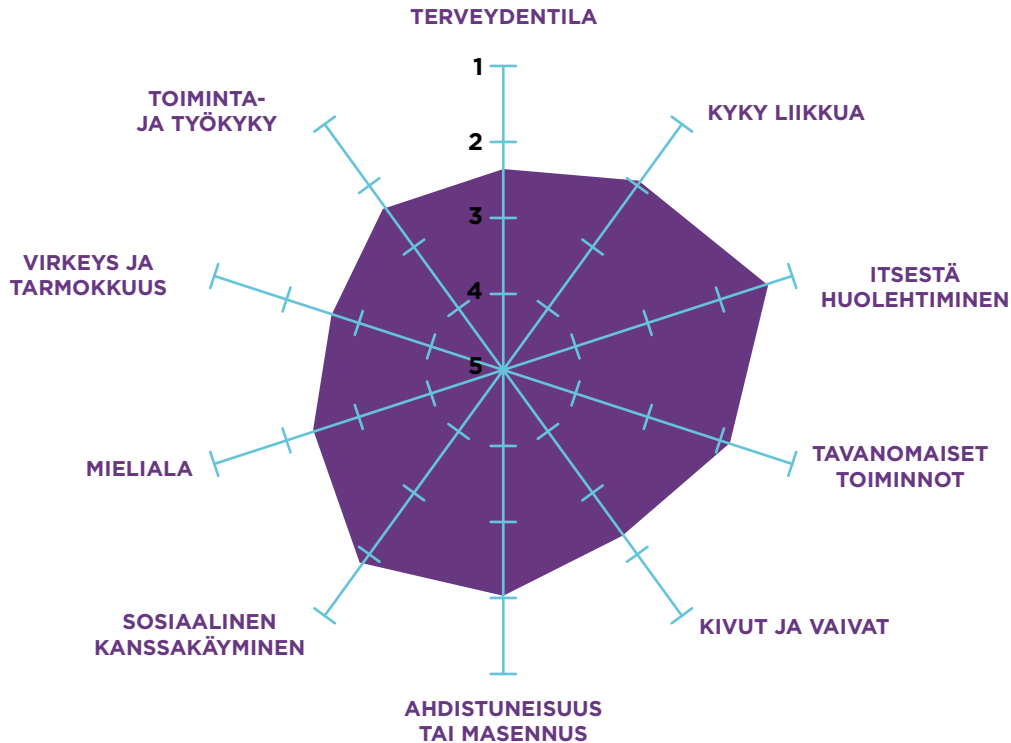 TERVEYDENTILA
1
TOIMINTA-
JA TYÖKYKY
KYKY LIIKKUA
2
3
VIRKEYS JA
TARMOKKUUS
ITSESTÄ
HUOLEHTIMINEN
4
5
MIELIALA
TAVANOMAISET
TOIMINNOT
SOSIAALINEN
KANSSAKÄYMINEN
KIVUT JA VAIVAT
AHDISTUNEISUUS
TAI MASENNUS